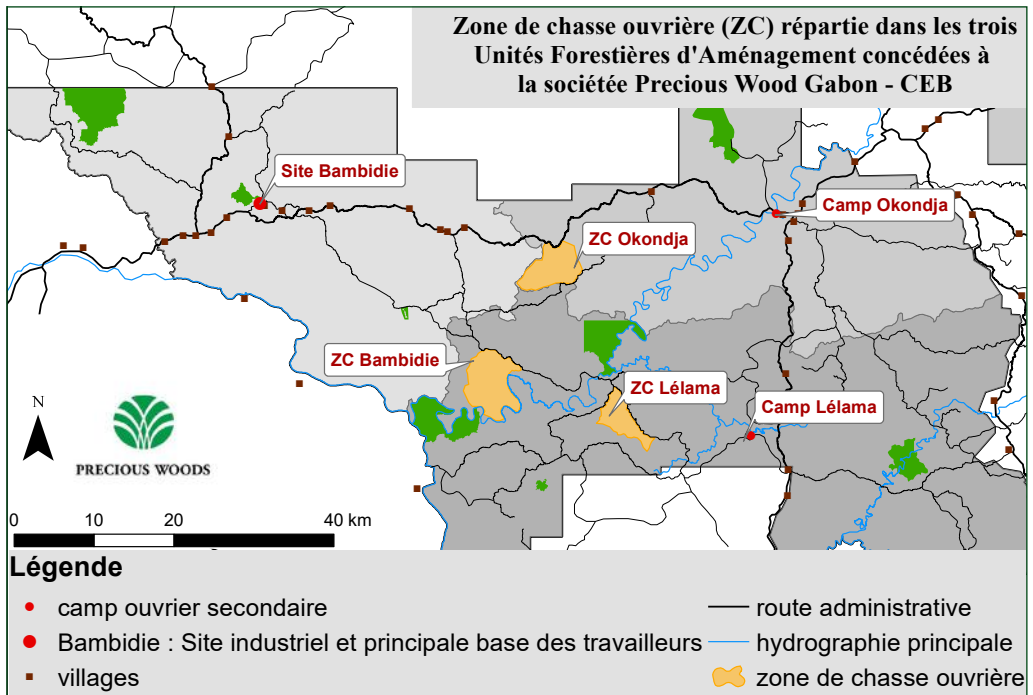 Zone de chasse ouvrière (ZC) répartie dans les trois
Unités Forestières d'Aménagement concédées à
la sociétée Precious Wood Gabon - CEB
Site Bambidie
Camp Okondja
ZC Okondja
ZC Bambidie
ZC Lélama
Camp Lélama
N
PRECIOUS WOODS
0 10 20 40 km
Légende
camp ouvrier secondaire
Bambidie : Site industriel et principale base des travailleurs
villages
route administrative
hydrographie principale
zone de chasse ouvrière